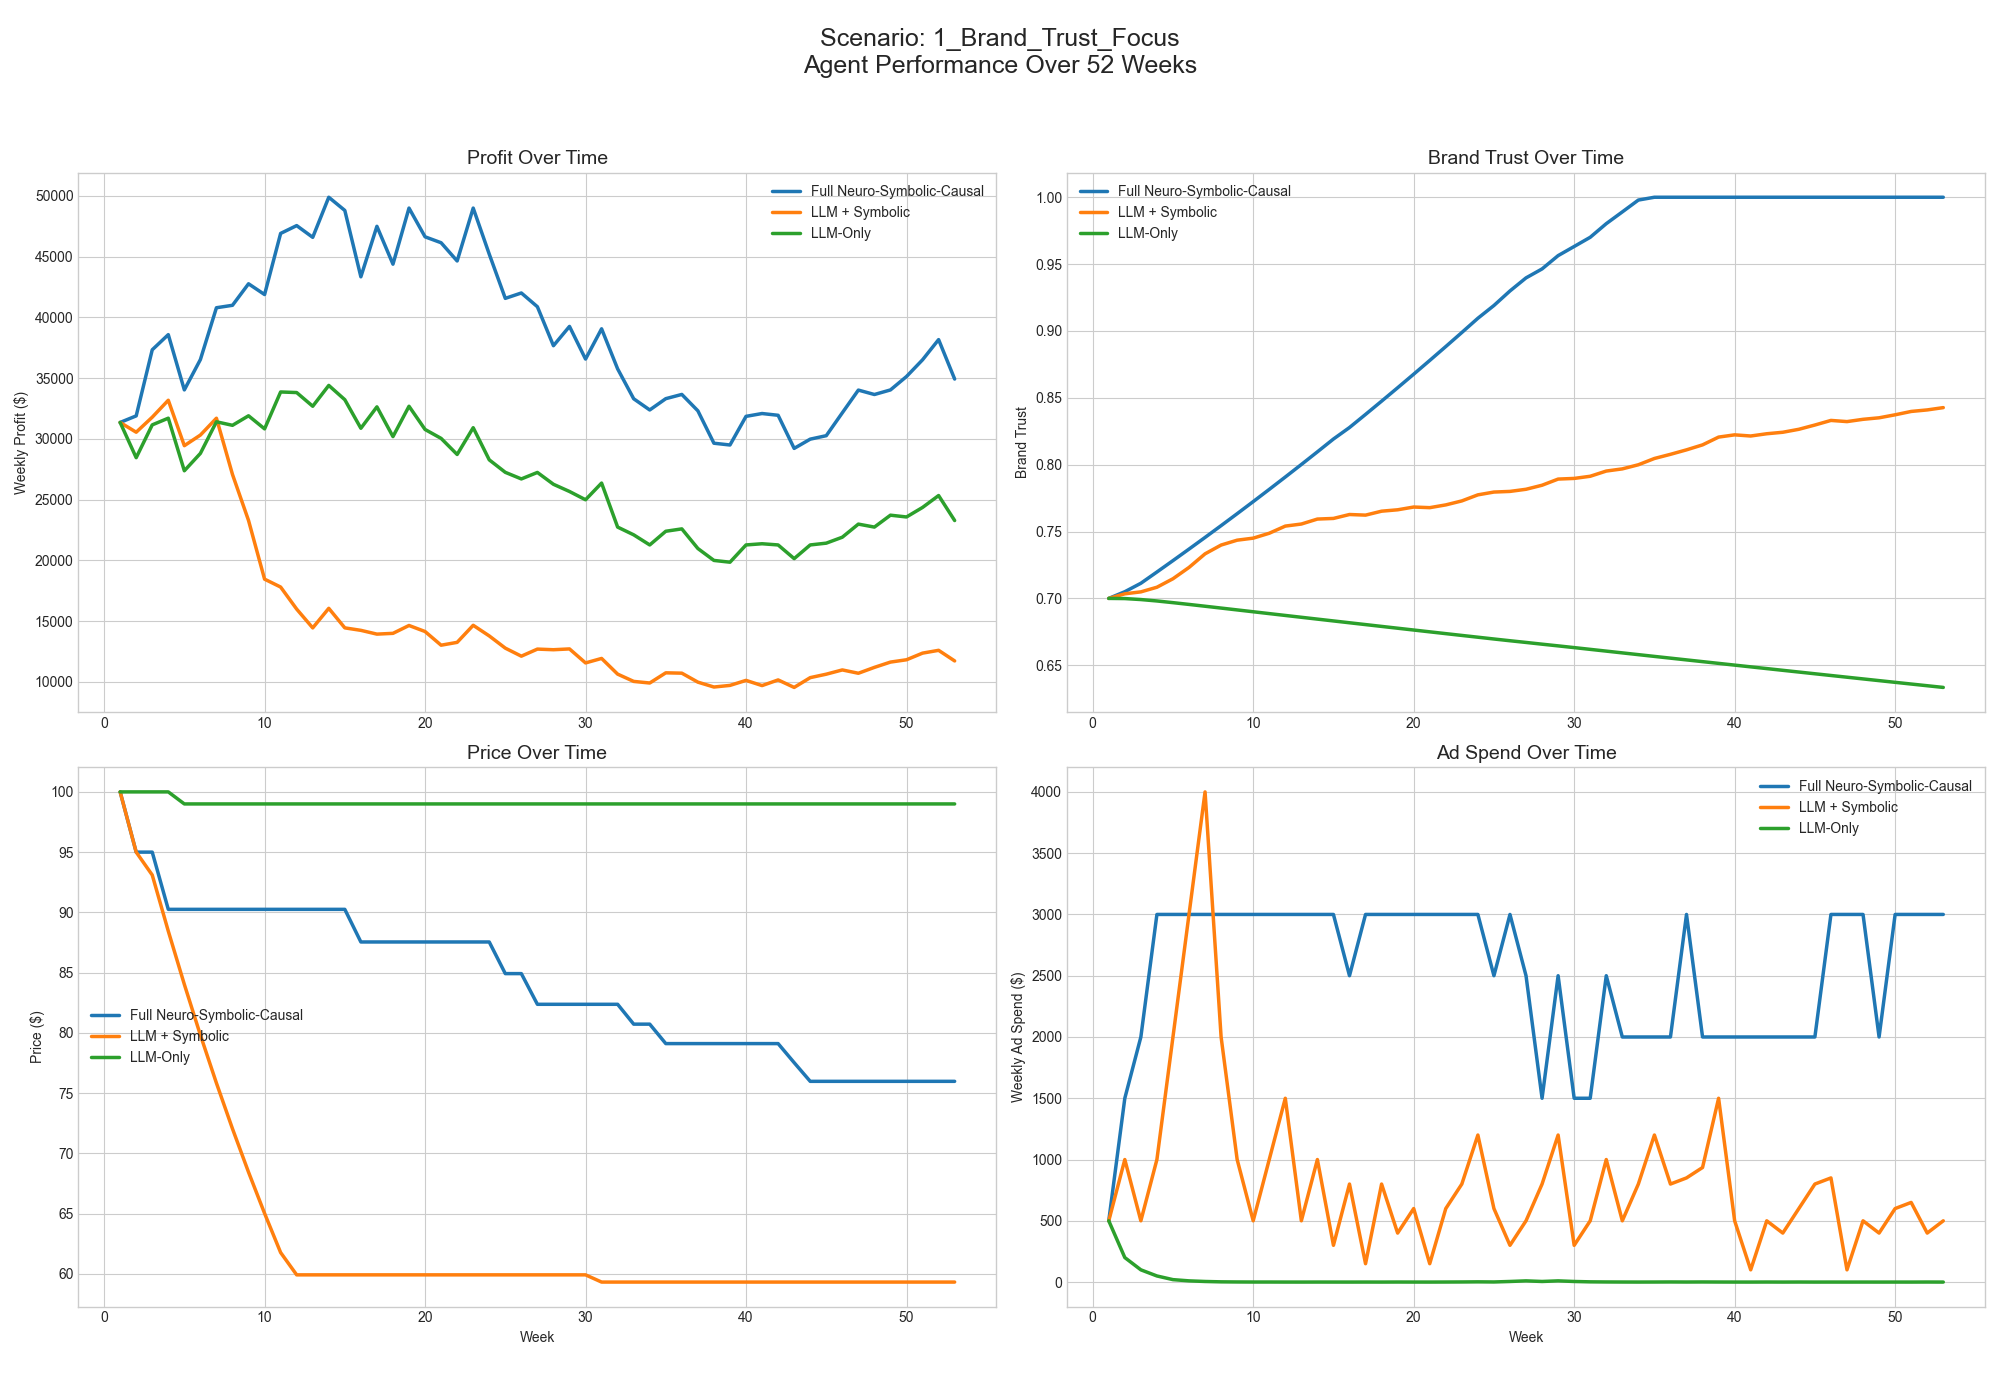 Scenario: 1_Brand_Trust_Focus
Agent Performance Over 52 Weeks
Profit Over Time
Weekly Profit ($)
50000
45000
40000
35000
30000
25000
20000
15000
10000
0
10
20
30
40
50
Full Neuro-Symbolic-Causal
LLM + Symbolic
LLM-Only
Brand Trust Over Time
Brand Trust
1.00
0.95
0.90
0.85
0.80
0.75
0.70
0.65
0
10
20
30
40
50
Full Neuro-Symbolic-Causal
LLM + Symbolic
LLM-Only
Price Over Time
Price ($)
100
95
90
85
80
75
70
65
60
0
10
20
30
40
50
Week
Full Neuro-Symbolic-Causal
LLM + Symbolic
LLM-Only
Ad Spend Over Time
Weekly Ad Spend ($)
4000
3500
3000
2500
2000
1500
1000
500
0
0
10
20
30
40
50
Week
Full Neuro-Symbolic-Causal
LLM + Symbolic
LLM-Only